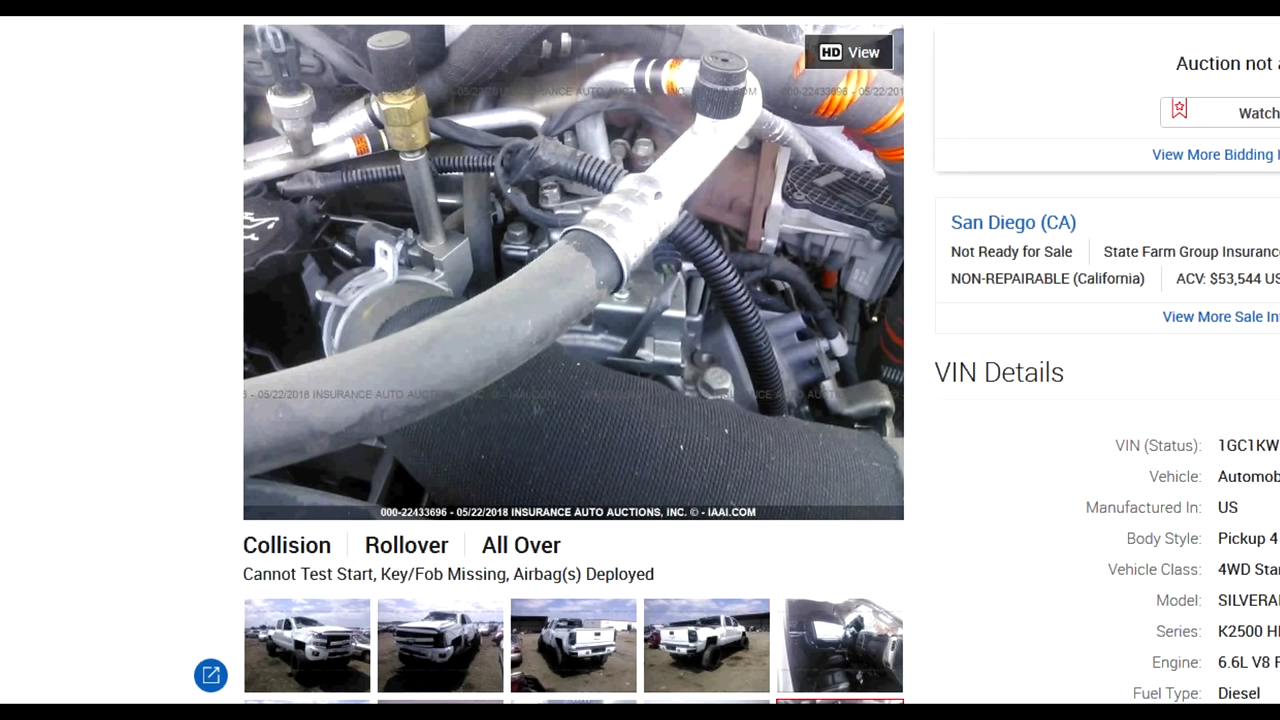 HD View
Auction not a
Watch
View More Bidding I
San Diego (CA)
Not Ready for Sale
State Farm Group Insuranc
NON-REPAIRABLE (California)
ACV: $53,544 US
View More Sale In
VIN Details
VIN (Status): 1GC1KW
Vehicle: Automob
Manufactured In: US
Body Style: Pickup 4
Vehicle Class: 4WD Sta
Model: SILVERA
Series: K2500 H
Engine: 6.6L V8 F
Fuel Type: Diesel
000-22433696 - 05/22/2018 INSURANCE AUTO AUCTIONS, INC. © - IAAI.COM
Collision Rollover All Over
Cannot Test Start, Key/Fob Missing, Airbag(s) Deployed